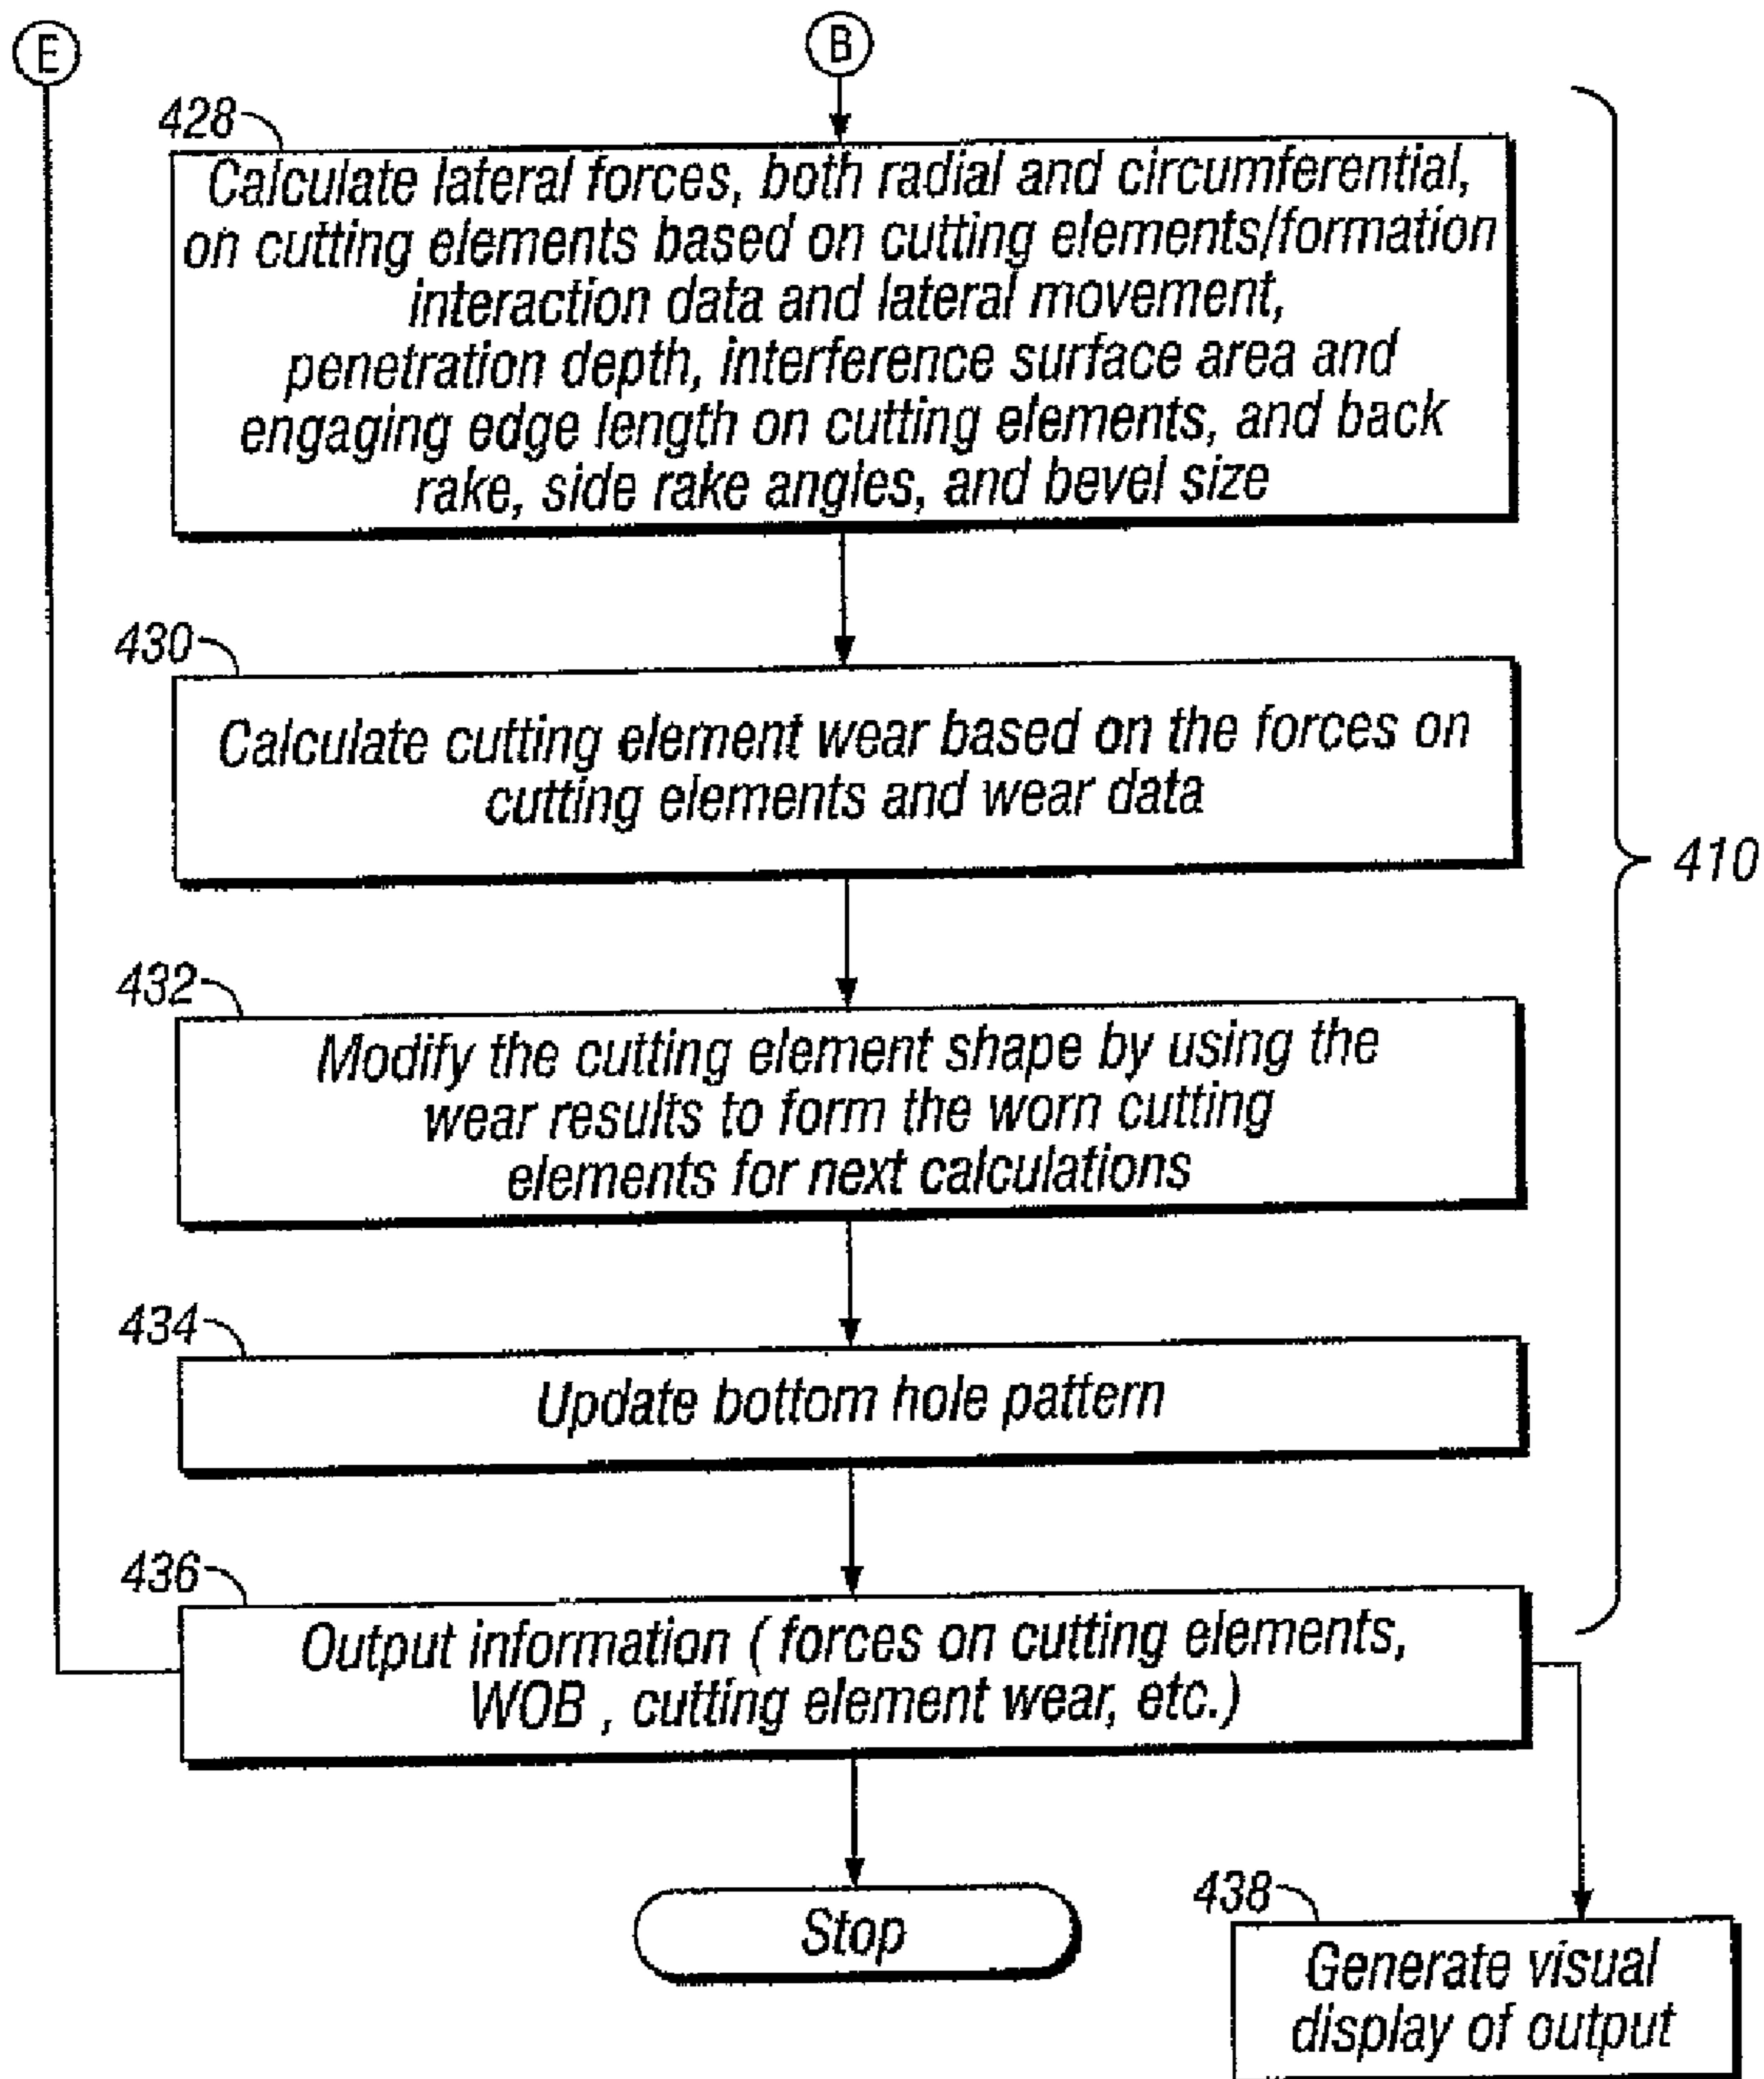 E
B
428
Calculate lateral forces, both radial and circumferential,
on cutting elements based on cutting elements/formation
interaction data and lateral movement,
penetration depth, interference surface area and
engaging edge length on cutting elements, and back
rake, side rake angles, and bevel size
430
Calculate cutting element wear based on the forces on
cutting elements and wear data
410
432
Modify the cutting element shape by using the
wear results to form the worn cutting
elements for next calculations
434
Update bottom hole pattern
436
Output information ( forces on cutting elements,
WOB , cutting element wear, etc.)
Stop
438
Generate visual
display of output